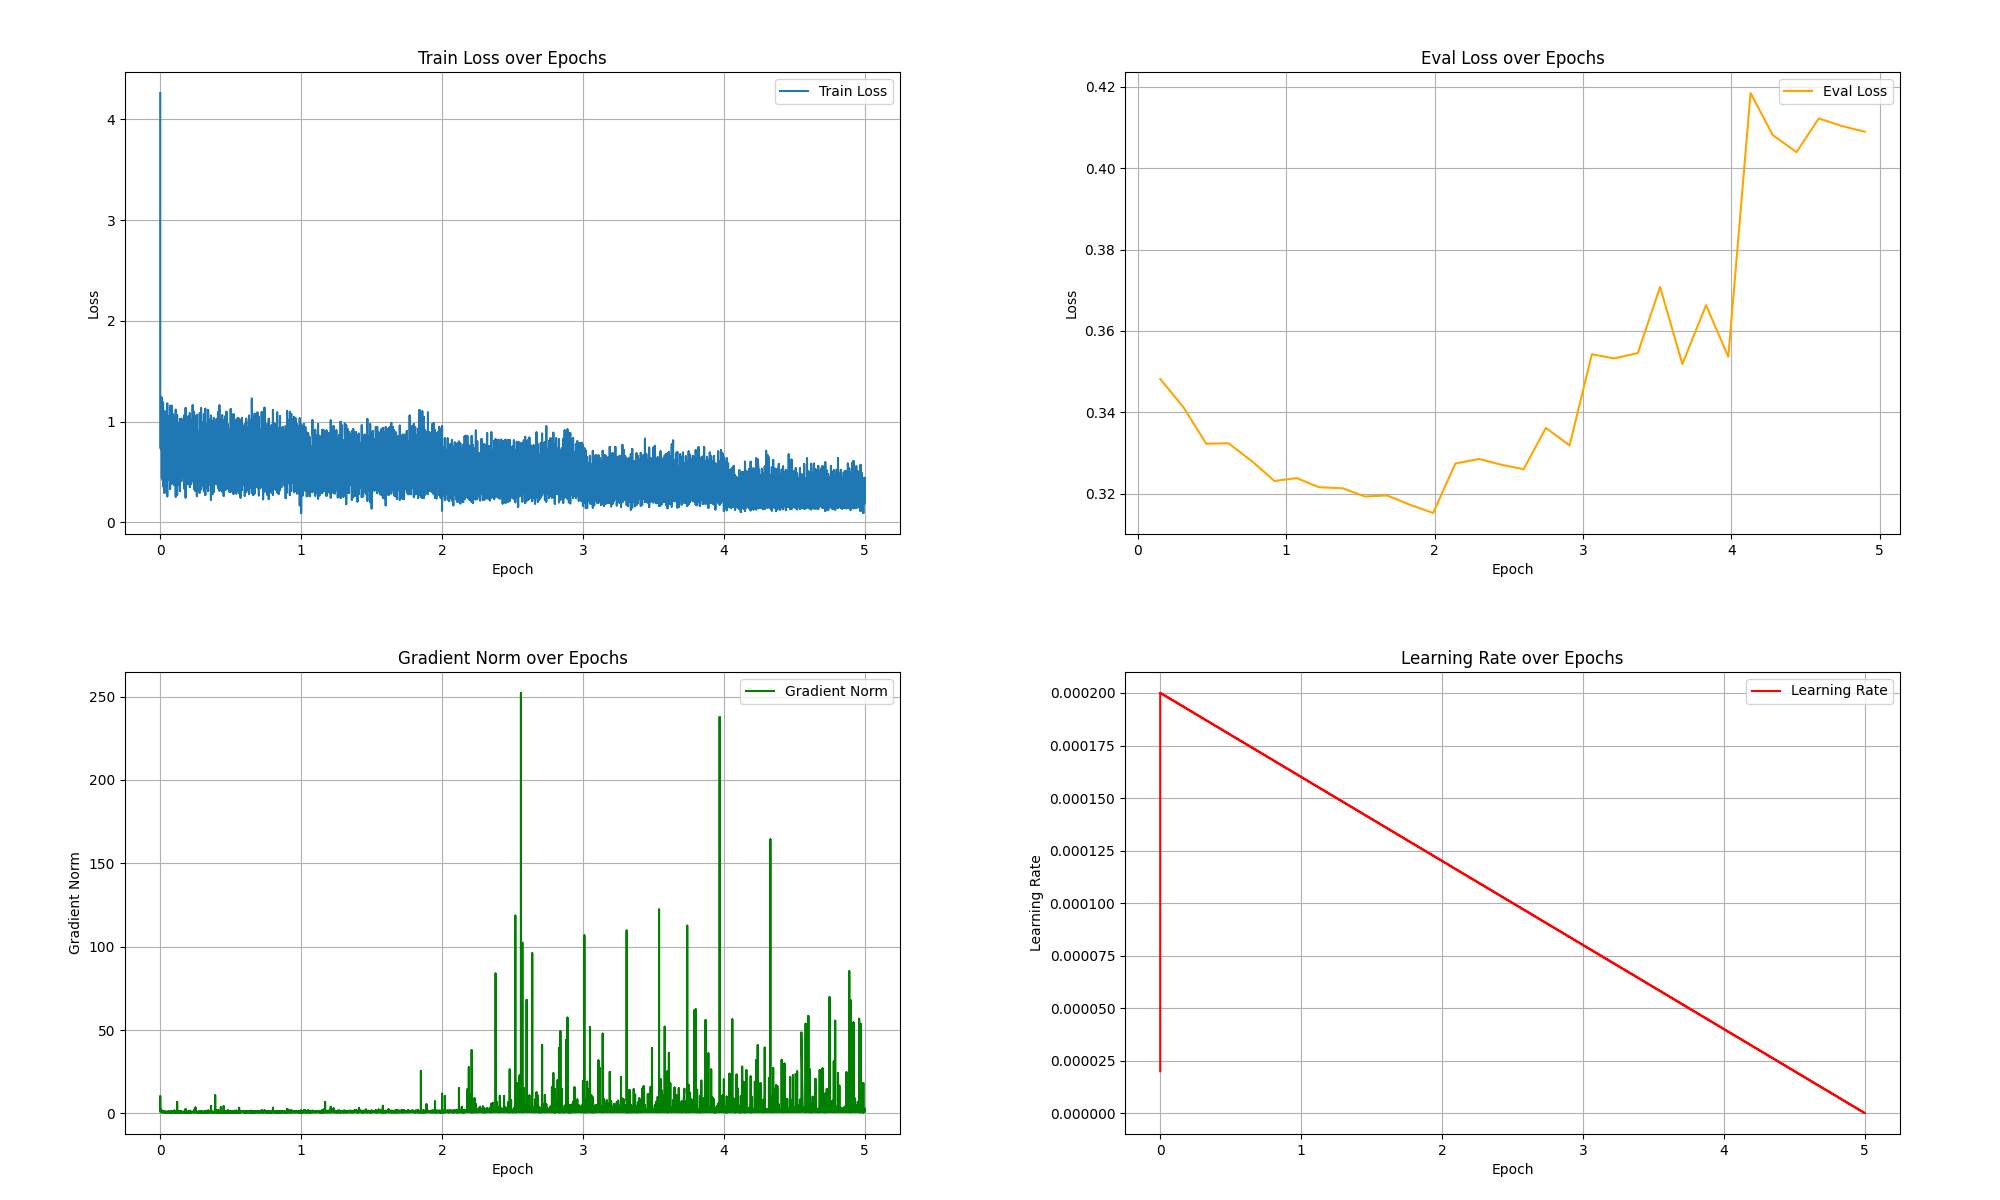 Train Loss over Epochs
Train Loss
4
3
2
1
0
Loss
0 1 2 3 4 5
Epoch
Eval Loss over Epochs
Eval Loss
0.42
0.40
0.38
0.36
0.34
0.32
Loss
0 1 2 3 4 5
Epoch
Gradient Norm over Epochs
Gradient Norm
250
200
150
100
50
0
Gradient Norm
0 1 2 3 4 5
Epoch
Learning Rate over Epochs
Learning Rate
0.000200
0.000175
0.000150
0.000125
0.000100
0.000075
0.000050
0.000025
0.000000
Learning Rate
0 1 2 3 4 5
Epoch